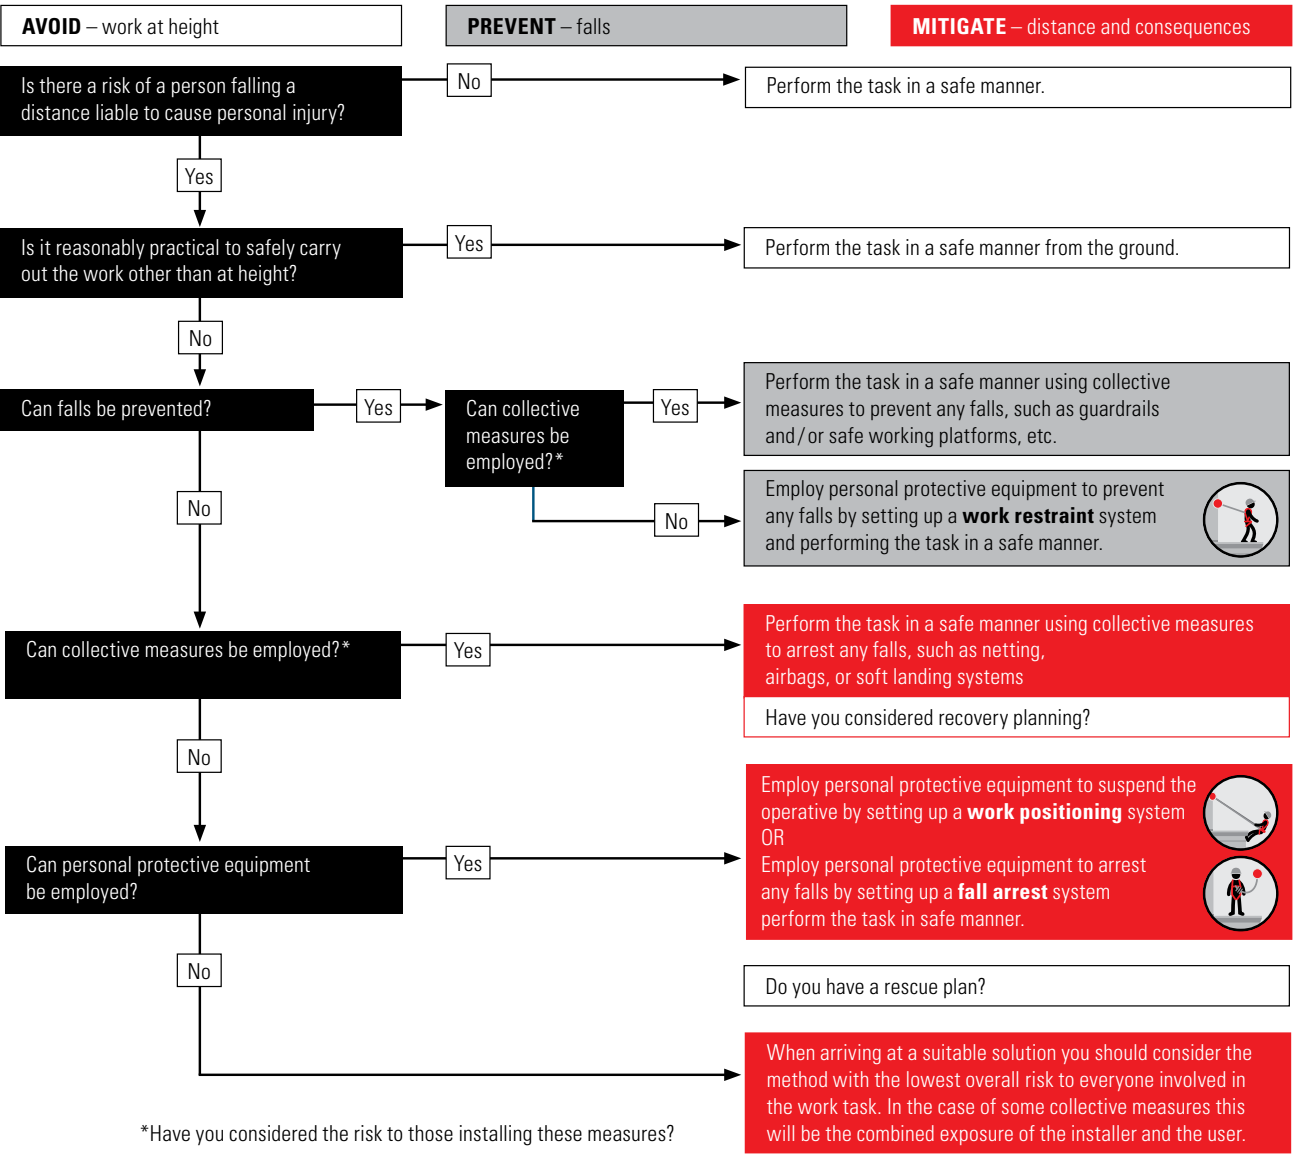 AVOID – work at height
PREVENT – falls
MITIGATE – distance and consequences
Is there a risk of a person falling a
distance liable to cause personal injury?
No
Perform the task in a safe manner.
Yes
Is it reasonably practical to safely carry
out the work other than at height?
Yes
Perform the task in a safe manner from the ground.
No
Can falls be prevented?
Yes
Can collective
measures be
employed?*
Yes
Perform the task in a safe manner using collective
measures to prevent any falls, such as guardrails
and/or safe working platforms, etc.
No
Employ personal protective equipment to prevent
any falls by setting up a work restraint system
and performing the task in a safe manner.
No
Can collective measures be employed?*
Yes
Perform the task in a safe manner using collective measures
to arrest any falls, such as netting,
airbags, or soft landing systems
Have you considered recovery planning?
No
Can personal protective equipment
be employed?
Yes
Employ personal protective equipment to suspend the
operative by setting up a work positioning system
OR
Employ personal protective equipment to arrest
any falls by setting up a fall arrest system
perform the task in safe manner.
No
Do you have a rescue plan?
When arriving at a suitable solution you should consider the
method with the lowest overall risk to everyone involved in
the work task. In the case of some collective measures this
will be the combined exposure of the installer and the user.
*Have you considered the risk to those installing these measures?